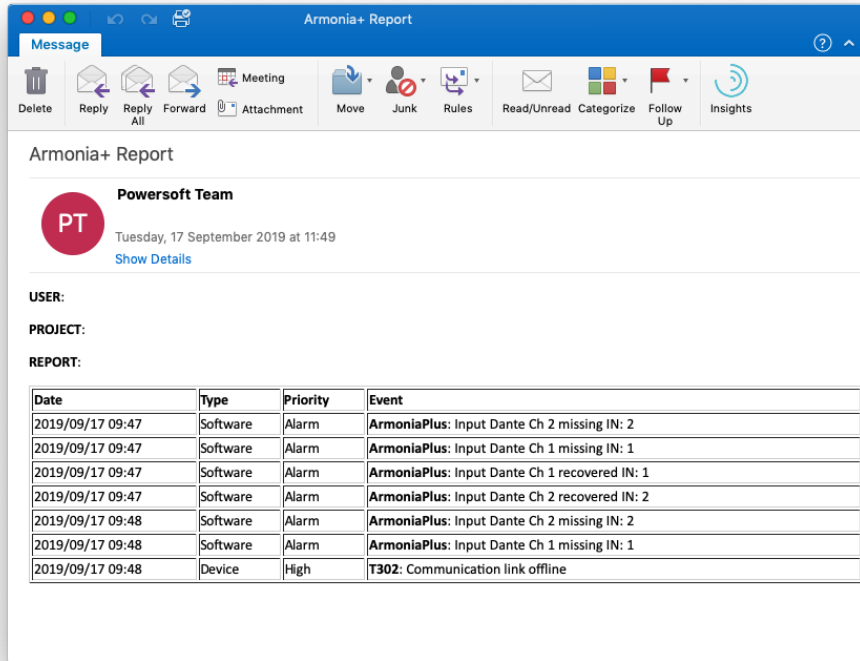 Armonia+ Report
Message
?
Delete
Reply
Reply All
Forward
Meeting
Attachment
Move
Junk
Rules
Read/Unread
Categorize
Follow Up
Insights
Armonia+ Report
PT
Powersoft Team
Tuesday, 17 September 2019 at 11:49
Show Details
USER:
PROJECT:
REPORT:
Date Type Priority Event
2019/09/17 09:47 Software Alarm ArmoniaPlus: Input Dante Ch 2 missing IN: 2
2019/09/17 09:47 Software Alarm ArmoniaPlus: Input Dante Ch 1 missing IN: 1
2019/09/17 09:47 Software Alarm ArmoniaPlus: Input Dante Ch 1 recovered IN: 1
2019/09/17 09:47 Software Alarm ArmoniaPlus: Input Dante Ch 2 recovered IN: 2
2019/09/17 09:48 Software Alarm ArmoniaPlus: Input Dante Ch 2 missing IN: 2
2019/09/17 09:48 Software Alarm ArmoniaPlus: Input Dante Ch 1 missing IN: 1
2019/09/17 09:48 Device High T302: Communication link offline